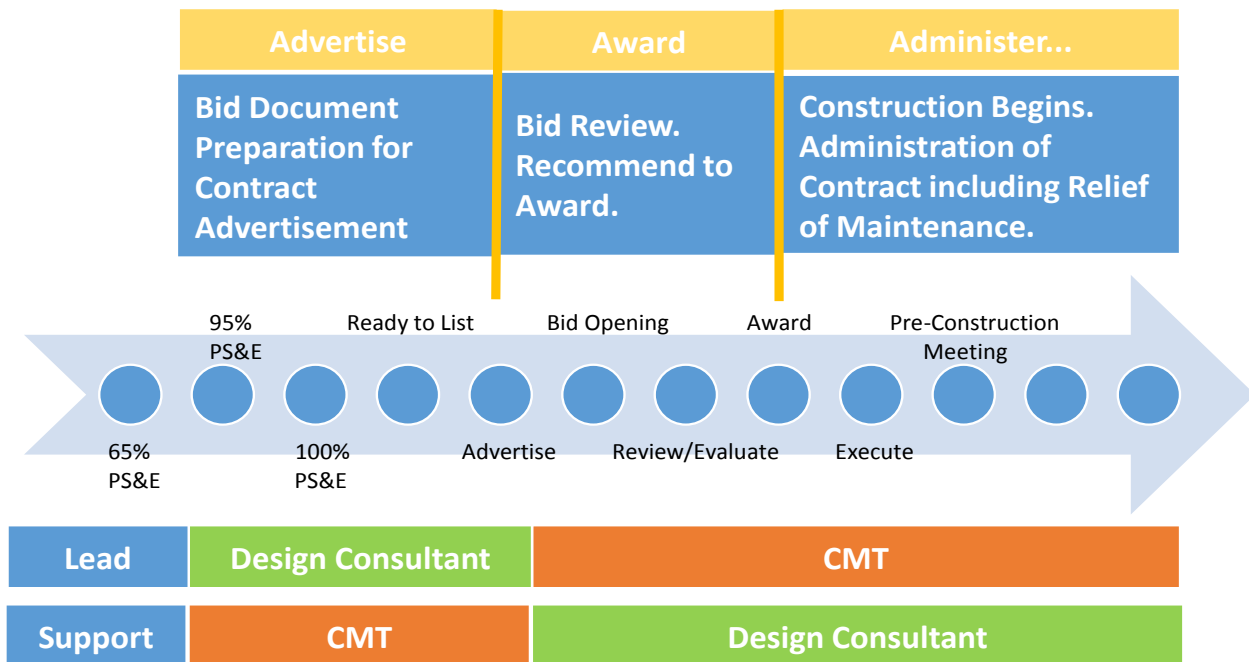 Advertise
Award
Administer...
Bid Document
Preparation for
Contract
Advertisement
Bid Review.
Recommend to
Award.
Construction Begins.
Administration of
Contract including Relief
of Maintenance.
95%
PS&E
Ready to List
Bid Opening
Award
Pre-Construction
Meeting
65%
PS&E
100%
PS&E
Advertise
Review/Evaluate
Execute
Lead
Design Consultant
CMT
Support
CMT
Design Consultant